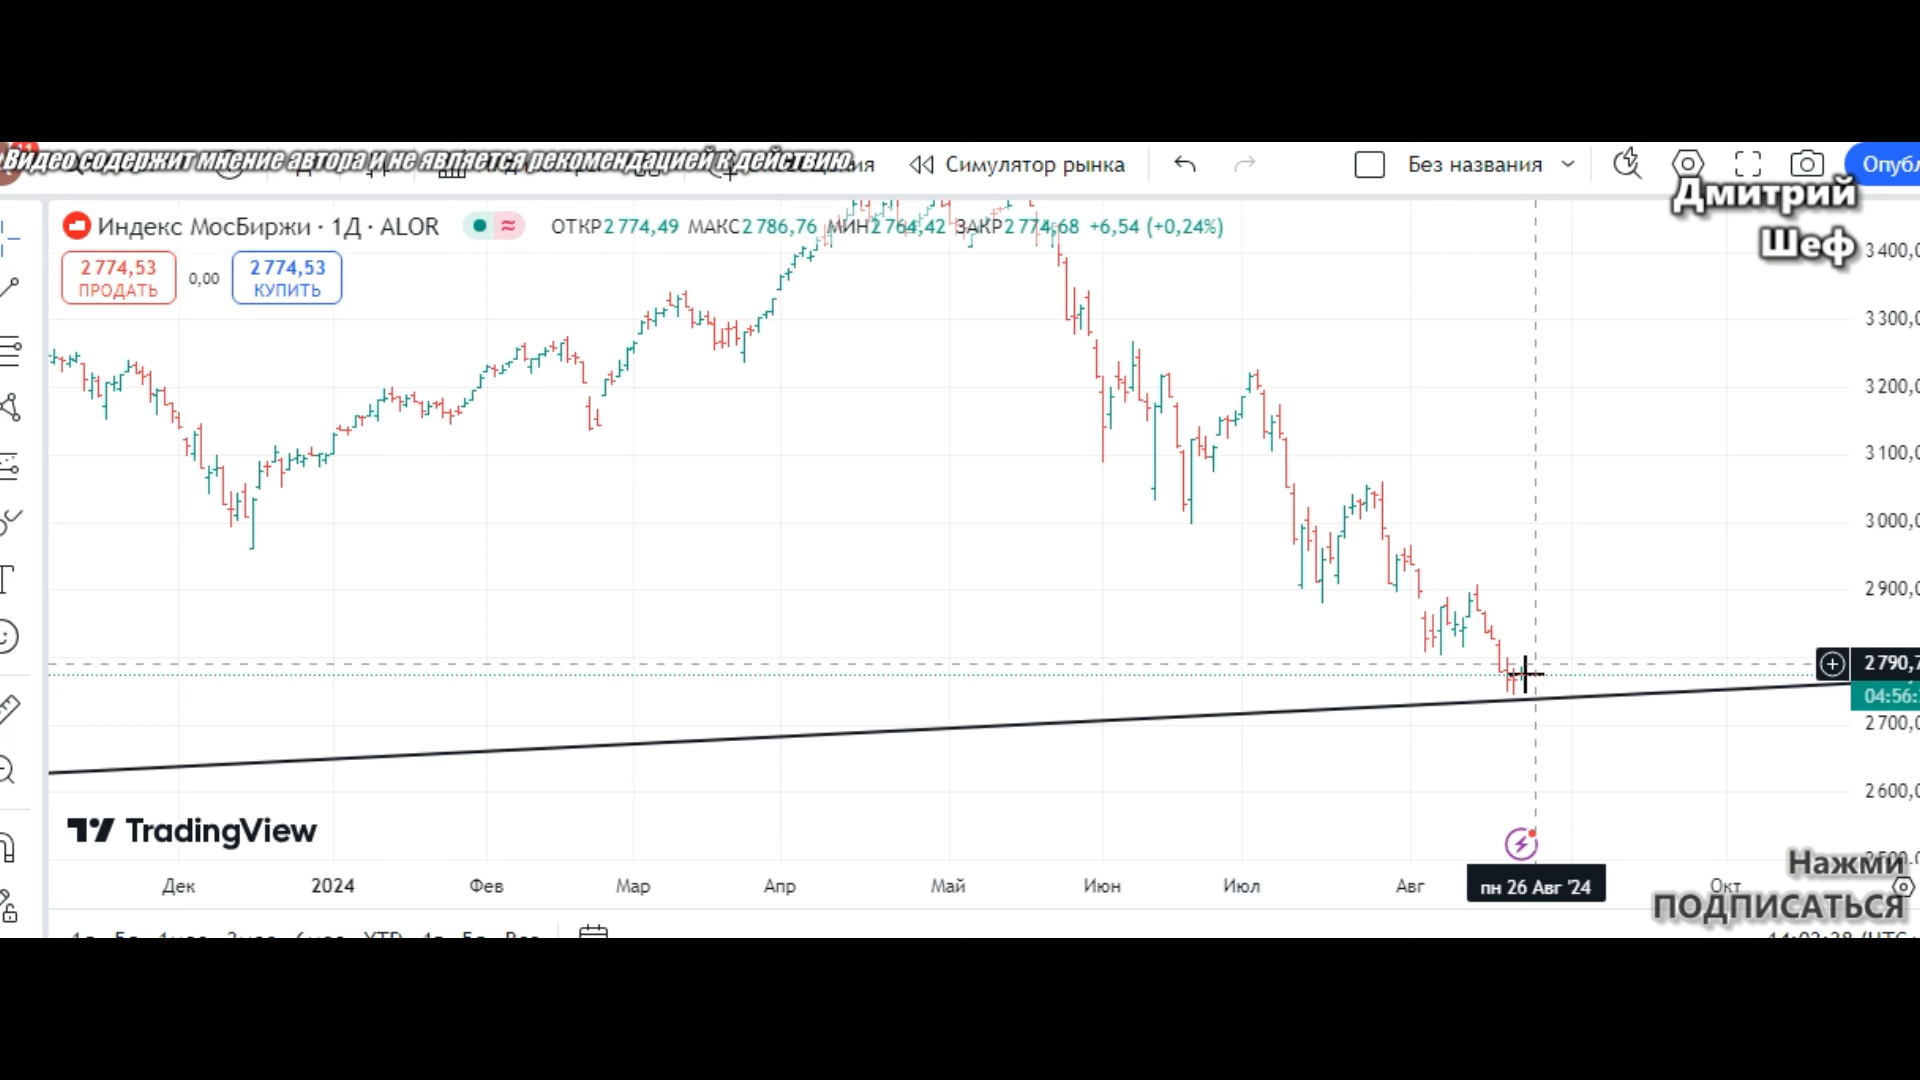 Видео содержит мнение автора и не является рекомендацией к действию.
Симулятор рынка
Без названия
Опубл
Дмитрий
Шеф
Индекс МосБиржи · 1Д · ALOR
ОТКР2 774,49 МАКС2 786,76 МИН2 764,42 ЗАКР2 774,68 +6,54 (+0,24%)
2 774,53
ПРОДАТЬ
0,00
2 774,53
КУПИТЬ
3 400,0
3 300,0
3 200,0
3 100,0
3 000,0
2 900,0
2 790,7
04:56:
2 700,0
2 600,0
TradingView
Дек
2024
Фев
Мар
Апр
Май
Июн
Июл
Авг
пн 26 Авг '24
Окт
Нажми
ПОДПИСАТЬСЯ